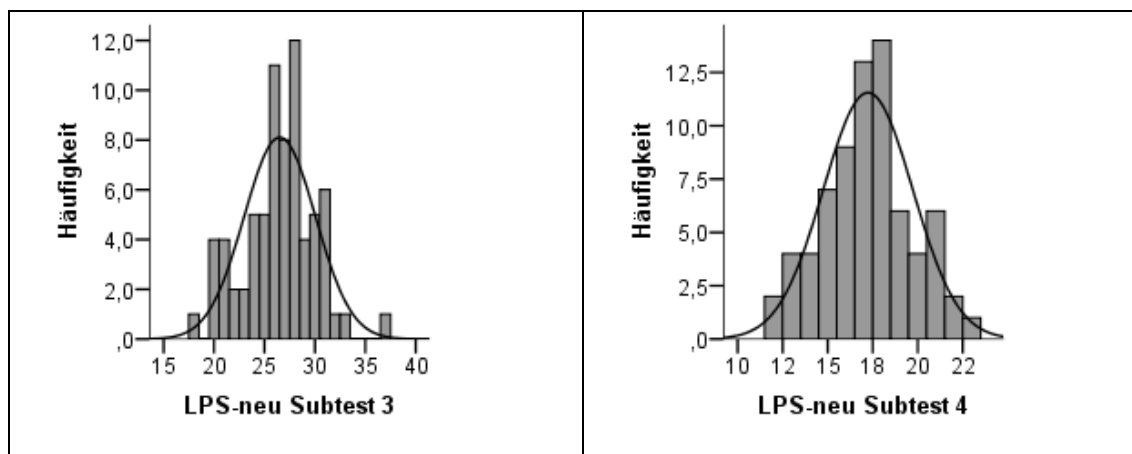 12,0
10,0
8,0
6,0
4,0
2,0
,0
Häufigkeit
15 20 25 30 35 40
LPS-neu Subtest 3
12,5
10,0
7,5
5,0
2,5
,0
Häufigkeit
10 12 15 18 20 22
LPS-neu Subtest 4